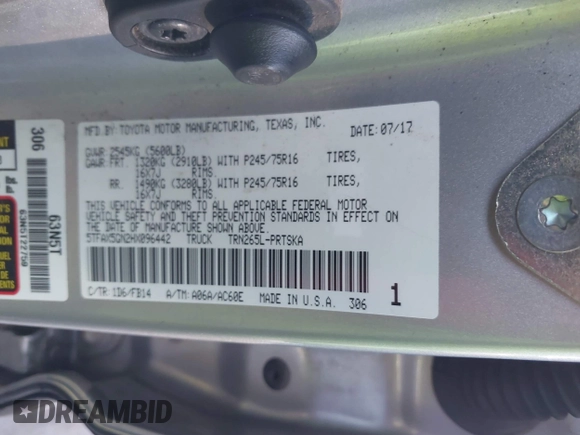 MFD.BY:TOYOTA MOTOR MANUFACTURING, TEXAS, INC.
DATE:07/17
GVWR 2545KG (5600LB)
GAWR FRT. 1320KG (2910LB) WITH P245/75R16 TIRES,
16X7J RIMS
RR. 1490KG (3280LB) WITH P245/75R16 TIRES,
16X7J RIMS
THIS VEHICLE CONFORMS TO ALL APPLICABLE FEDERAL MOTOR
VEHICLE SAFETY AND THEFT PREVENTION STANDARDS IN EFFECT ON
THE DATE OF MANUFACTURE SHOWN ABOVE.
5TFAX5GN2HX096442 TRUCK TRN265L-PRTSKA
C/TR:1D6/FB14 A/TM:A06A/AC60E MADE IN U.S.A. 306 1
306
63N5T
63N5T22750
DREAMBID